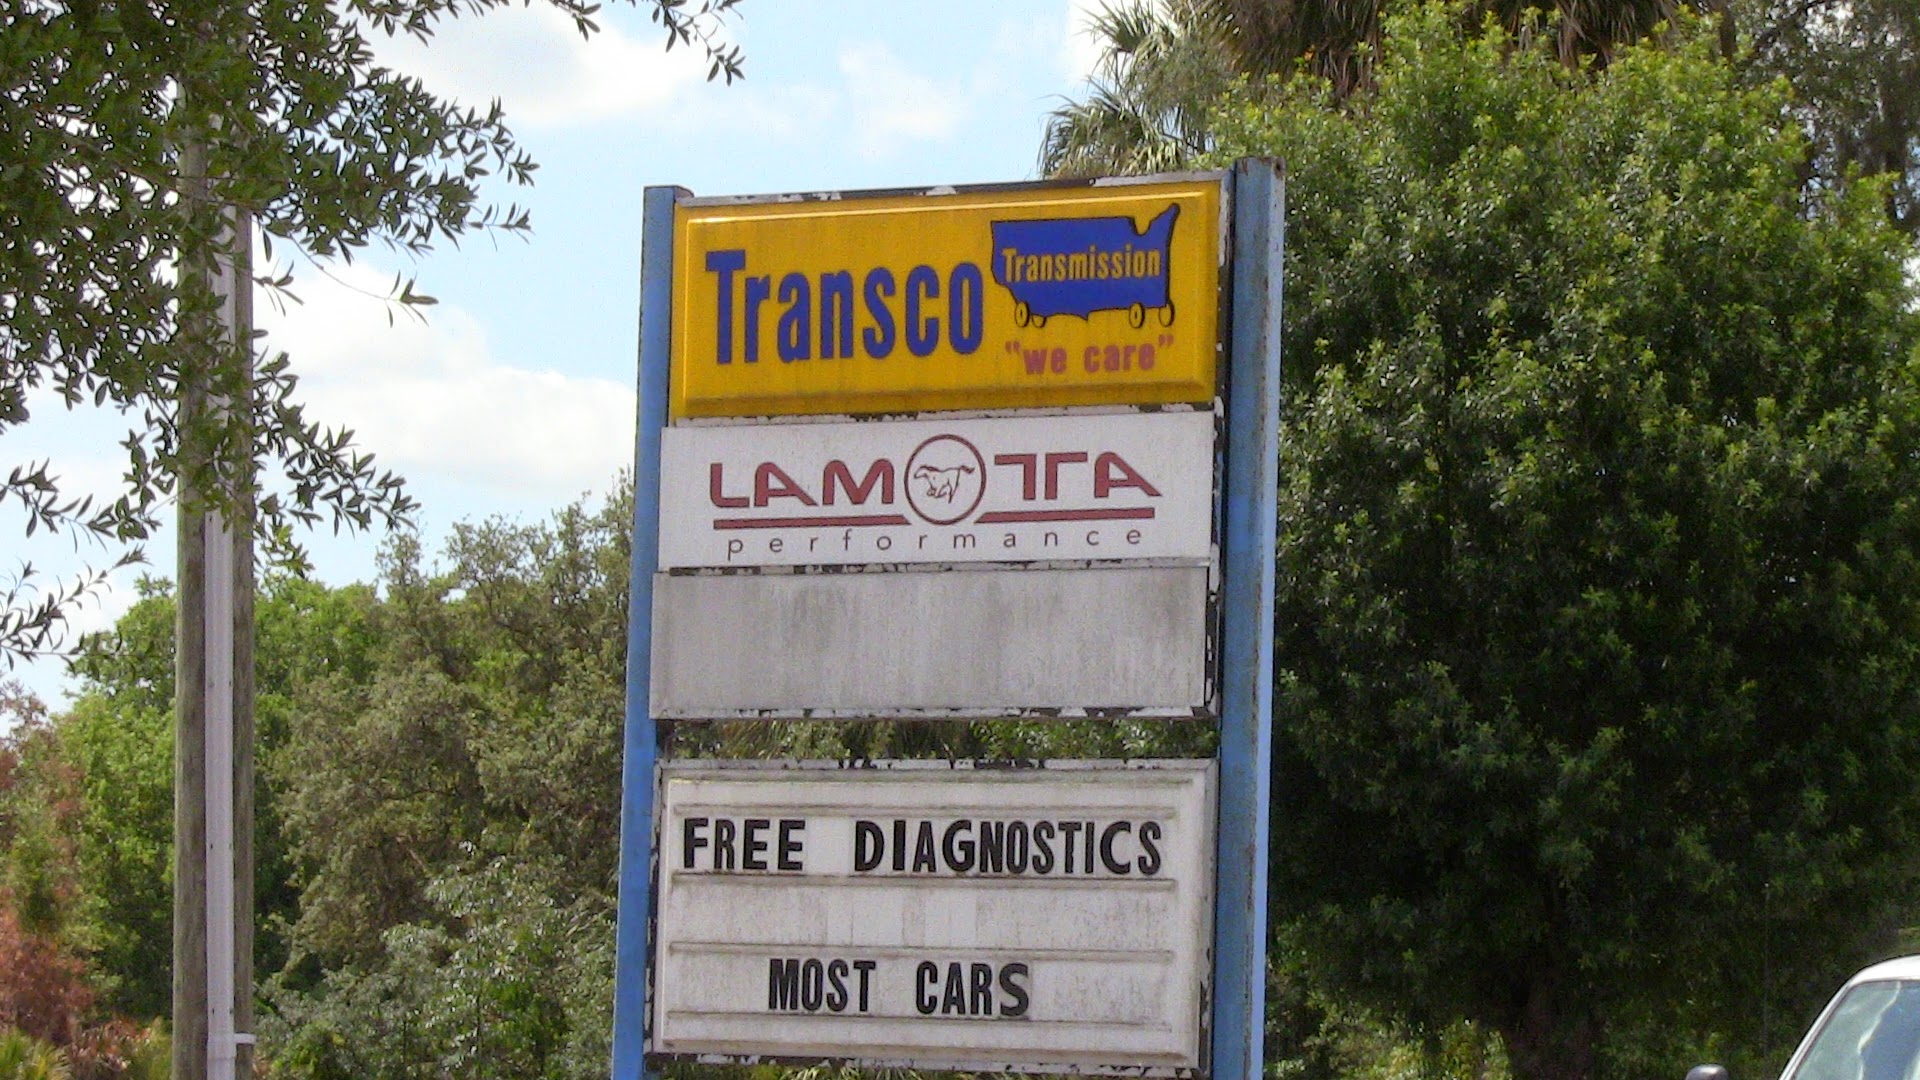 Transco
Transmission
"we care"
LAMOTTA
performance
FREE DIAGNOSTICS
MOST CARS